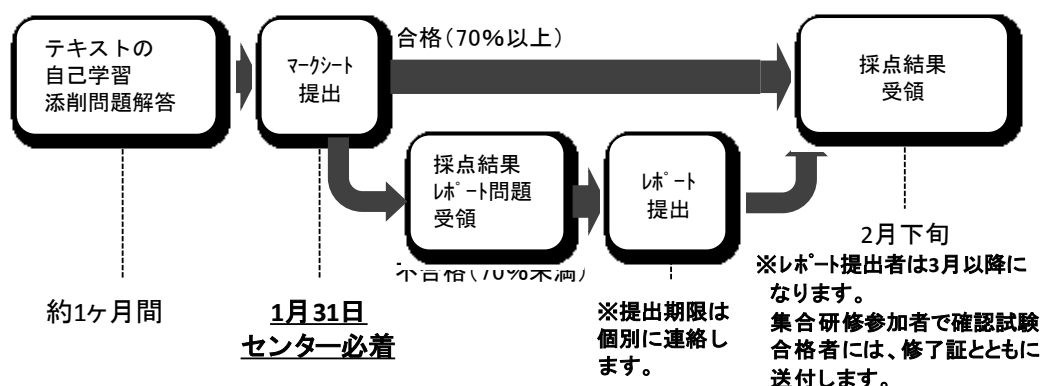 テキストの
自己学習
添削問題解答
マークシート
提出
合格(70%以上)
採点結果
受領
採点結果
レポート問題
受領
レポート
提出
不合格(70%未満)
約1ヶ月間
1月31日
センター必着
※提出期限は
個別に連絡し
ます。
2月下旬
※レポート提出者は3月以降に
なります。
集合研修参加者で確認試験
合格者には、修了証とともに
送付します。